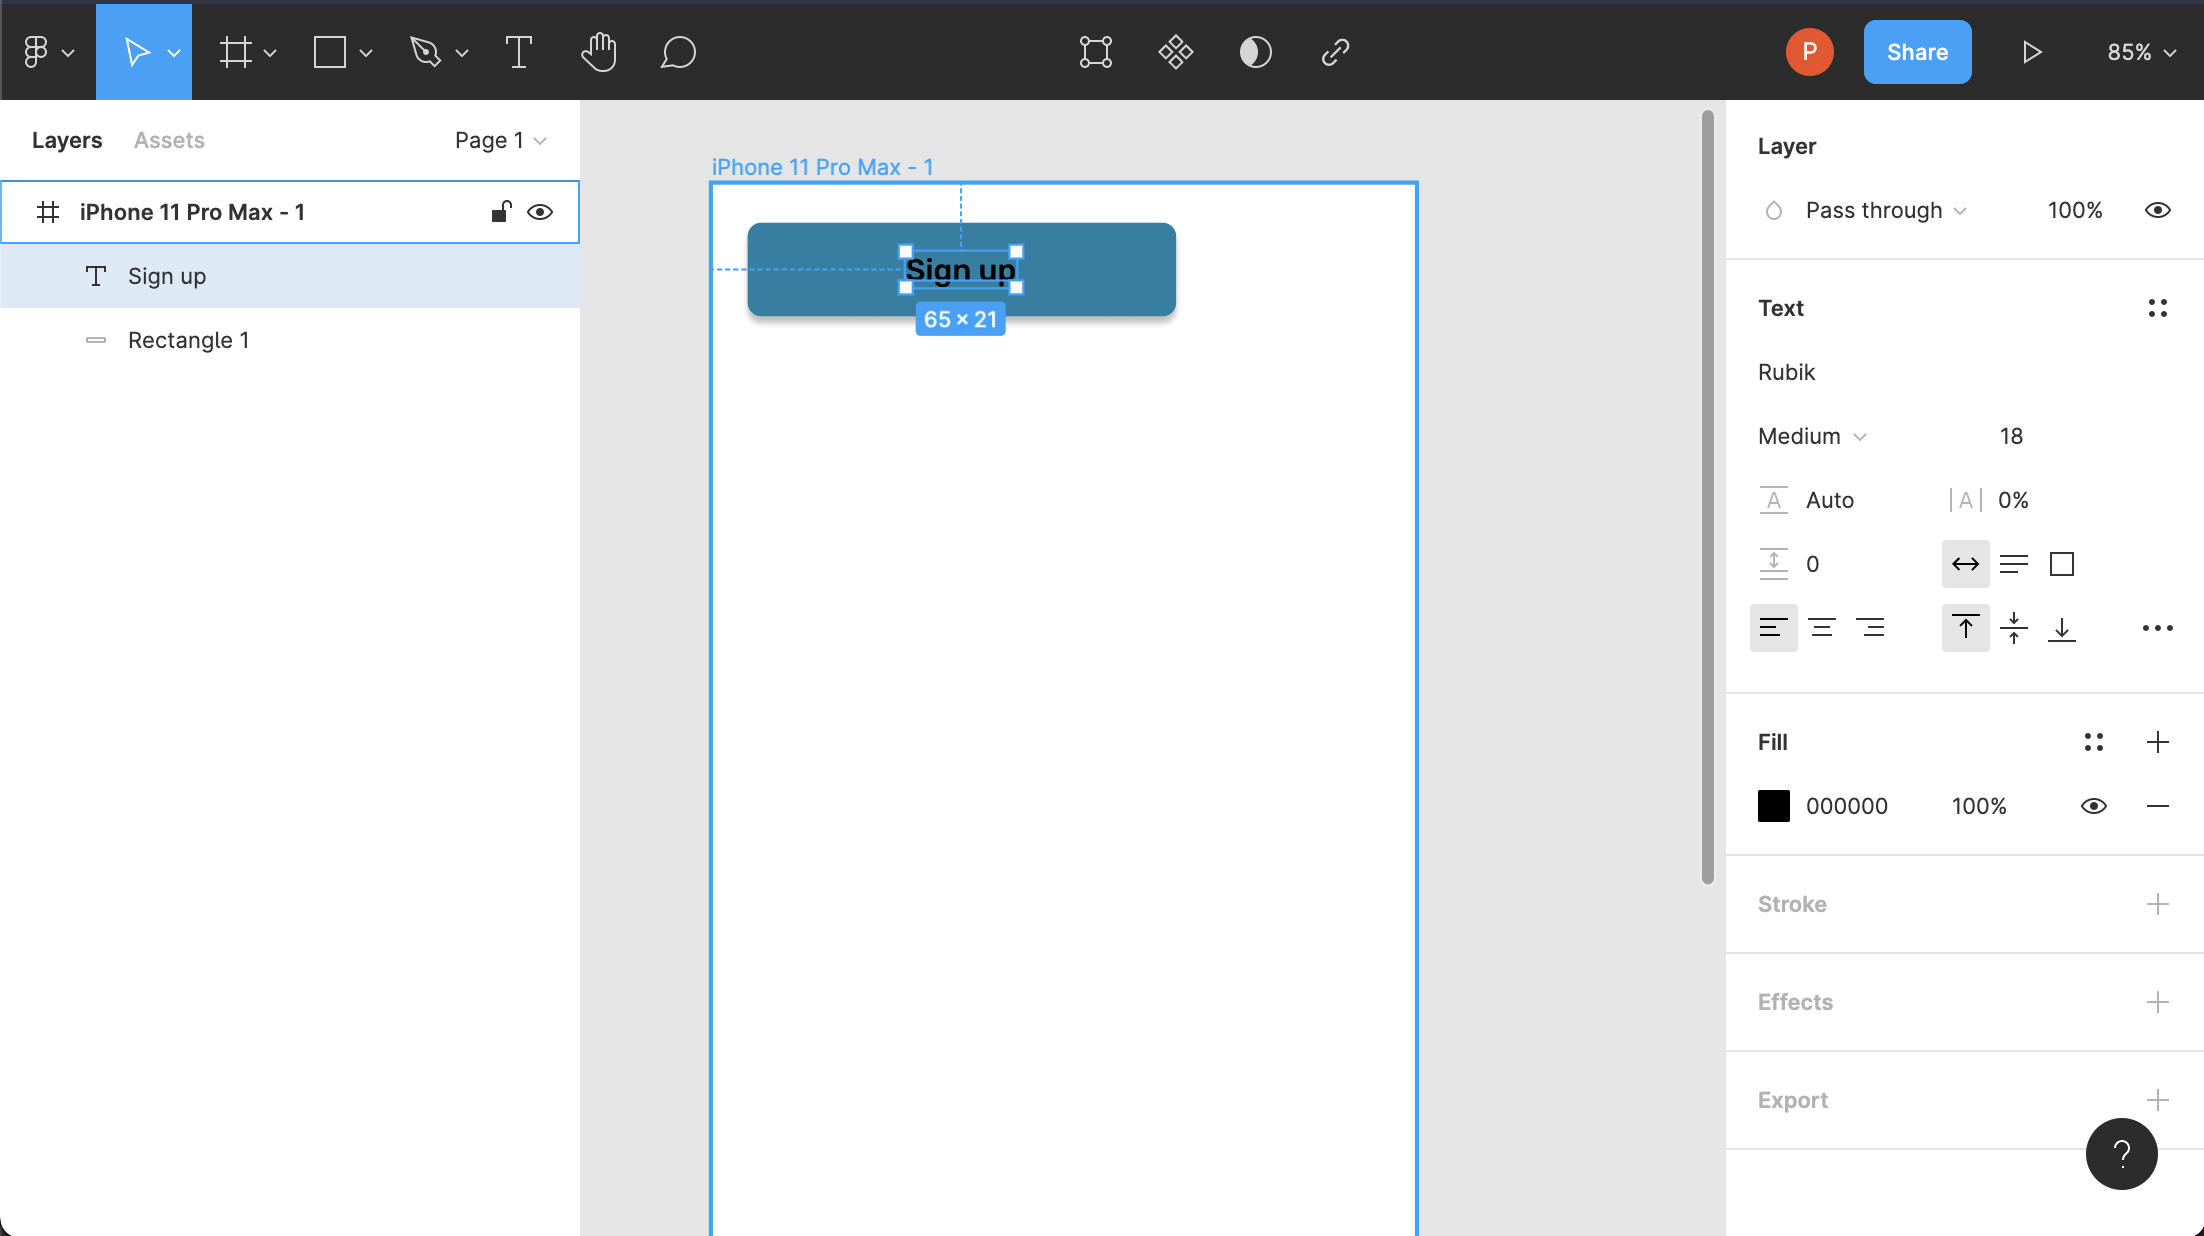 P
Share
85%
Layers
Assets
Page 1
iPhone 11 Pro Max - 1
Sign up
Rectangle 1
iPhone 11 Pro Max - 1
Sign up
65 × 21
Layer
Pass through
100%
Text
Rubik
Medium
18
A
Auto
A
0%
0
Fill
000000
100%
Stroke
Effects
Export
?